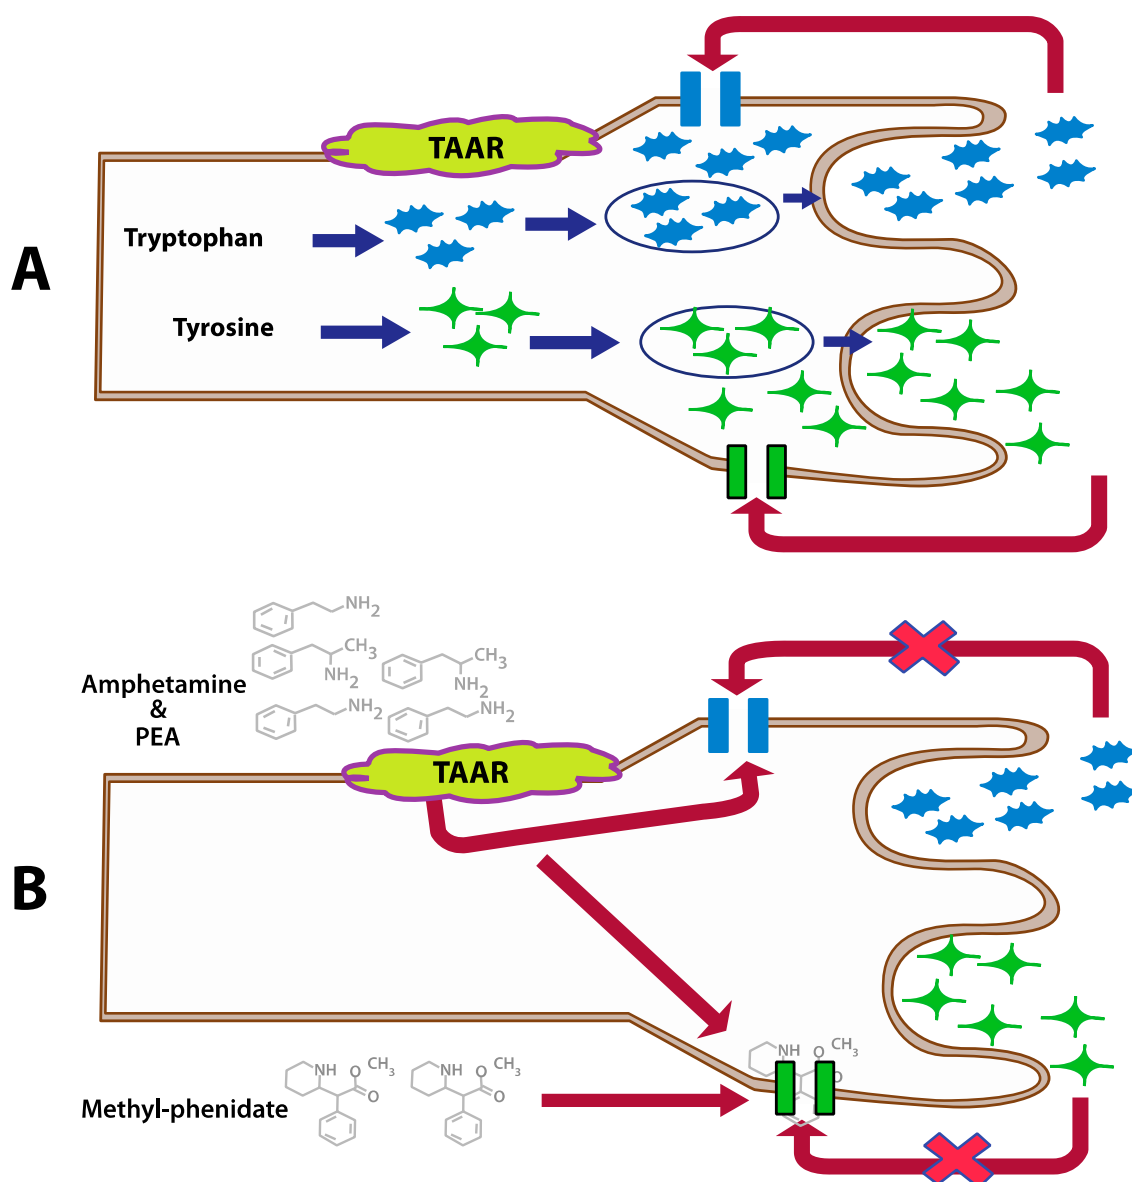 A
TAAR
Tryptophan
Tyrosine
B
Amphetamine
&
PEA
NH2
CH3
NH2
CH3
NH2
NH2
NH2
TAAR
Methyl-phenidate
NH
O
CH3
O
NH
O
CH3
O
NH
O
CH3
O